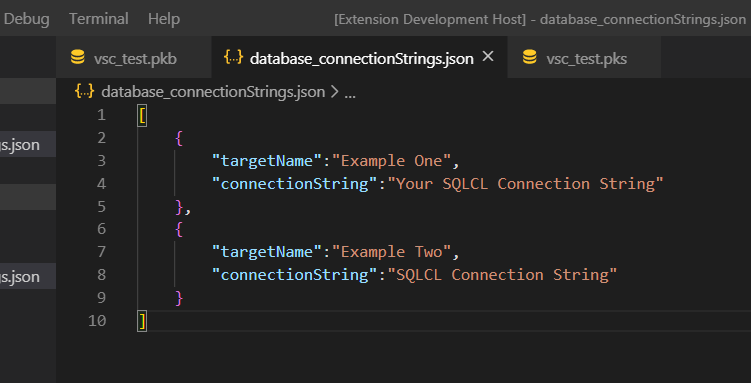 Debug Terminal Help [Extension Development Host] - database_connectionStrings.json
vsc_test.pkb {··} database_connectionStrings.json × vsc_test.pks
{··} database_connectionStrings.json > ...
1 [
2 {
gs.json 3 "targetName":"Example One",
4 "connectionString":"Your SQLCL Connection String"
5 },
6 {
7 "targetName":"Example Two",
gs.json 8 "connectionString":"SQLCL Connection String"
9 }
10 ]